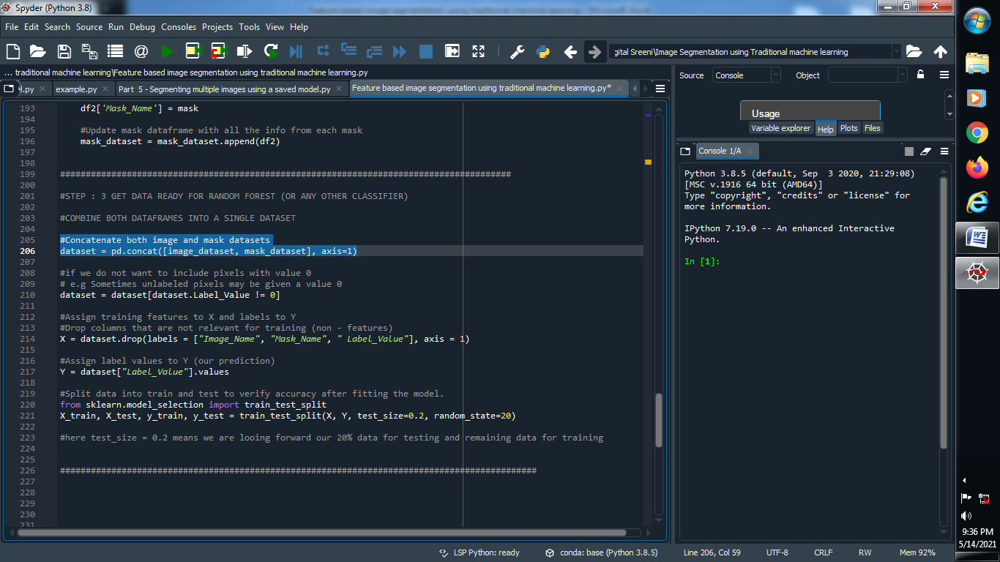 Spyder (Python 3.8)
File Edit Search Source Run Debug Consoles Projects Tools View Help
gital Sreeni\Image Segmentation using Traditional machine learning
... traditional machine learning\Feature based image segmentation using traditional machine learning.py
l.py
example.py
Part 5 - Segmenting multiple images using a saved model.py
Feature based image segmentation using traditional machine learning.py*
193 df2['Mask_Name'] = mask
194
195 #Update mask dataframe with all the info from each mask
196 mask_dataset = mask_dataset.append(df2)
197
198
199 ########################################################################################
200
201 #STEP : 3 GET DATA READY FOR RANDOM FOREST (OR ANY OTHER CLASSIFIER)
202
203 #COMBINE BOTH DATAFRAMES INTO A SINGLE DATASET
204
205 #Concatenate both image and mask datasets
206 dataset = pd.concat([image_dataset, mask_dataset], axis=1)
207
208 #if we do not want to include pixels with value 0
209 # e.g Sometimes unlabeled pixels may be given a value 0
210 dataset = dataset[dataset.Label_Value != 0]
211
212 #Assign training features to X and labels to Y
213 #Drop columns that are not relevant for training (non - features)
214 X = dataset.drop(labels = ["Image_Name", "Mask_Name", " Label_Value"], axis = 1)
215
216 #Assign label values to Y (our prediction)
217 Y = dataset["Label_Value"].values
218
219 #Split data into train and test to verify accuracy after fitting the model.
220 from sklearn.model_selection import train_test_split
221 X_train, X_test, y_train, y_test = train_test_split(X, Y, test_size=0.2, random_state=20)
222
223 #here test_size = 0.2 means we are looing forward our 20% data for testing and remaining data for training
224
225
226 #############################################################################################
227
228
229
230
231
Source Console Object
Usage
Variable explorer Help Plots Files
Console 1/A
Python 3.8.5 (default, Sep  3 2020, 21:29:08)
[MSC v.1916 64 bit (AMD64)]
Type "copyright", "credits" or "license" for
more information.
IPython 7.19.0 -- An enhanced Interactive
Python.
In [1]:
LSP Python: ready conda: base (Python 3.8.5) Line 206, Col 59 UTF-8 CRLF RW Mem 92%
9:36 PM
5/14/2021